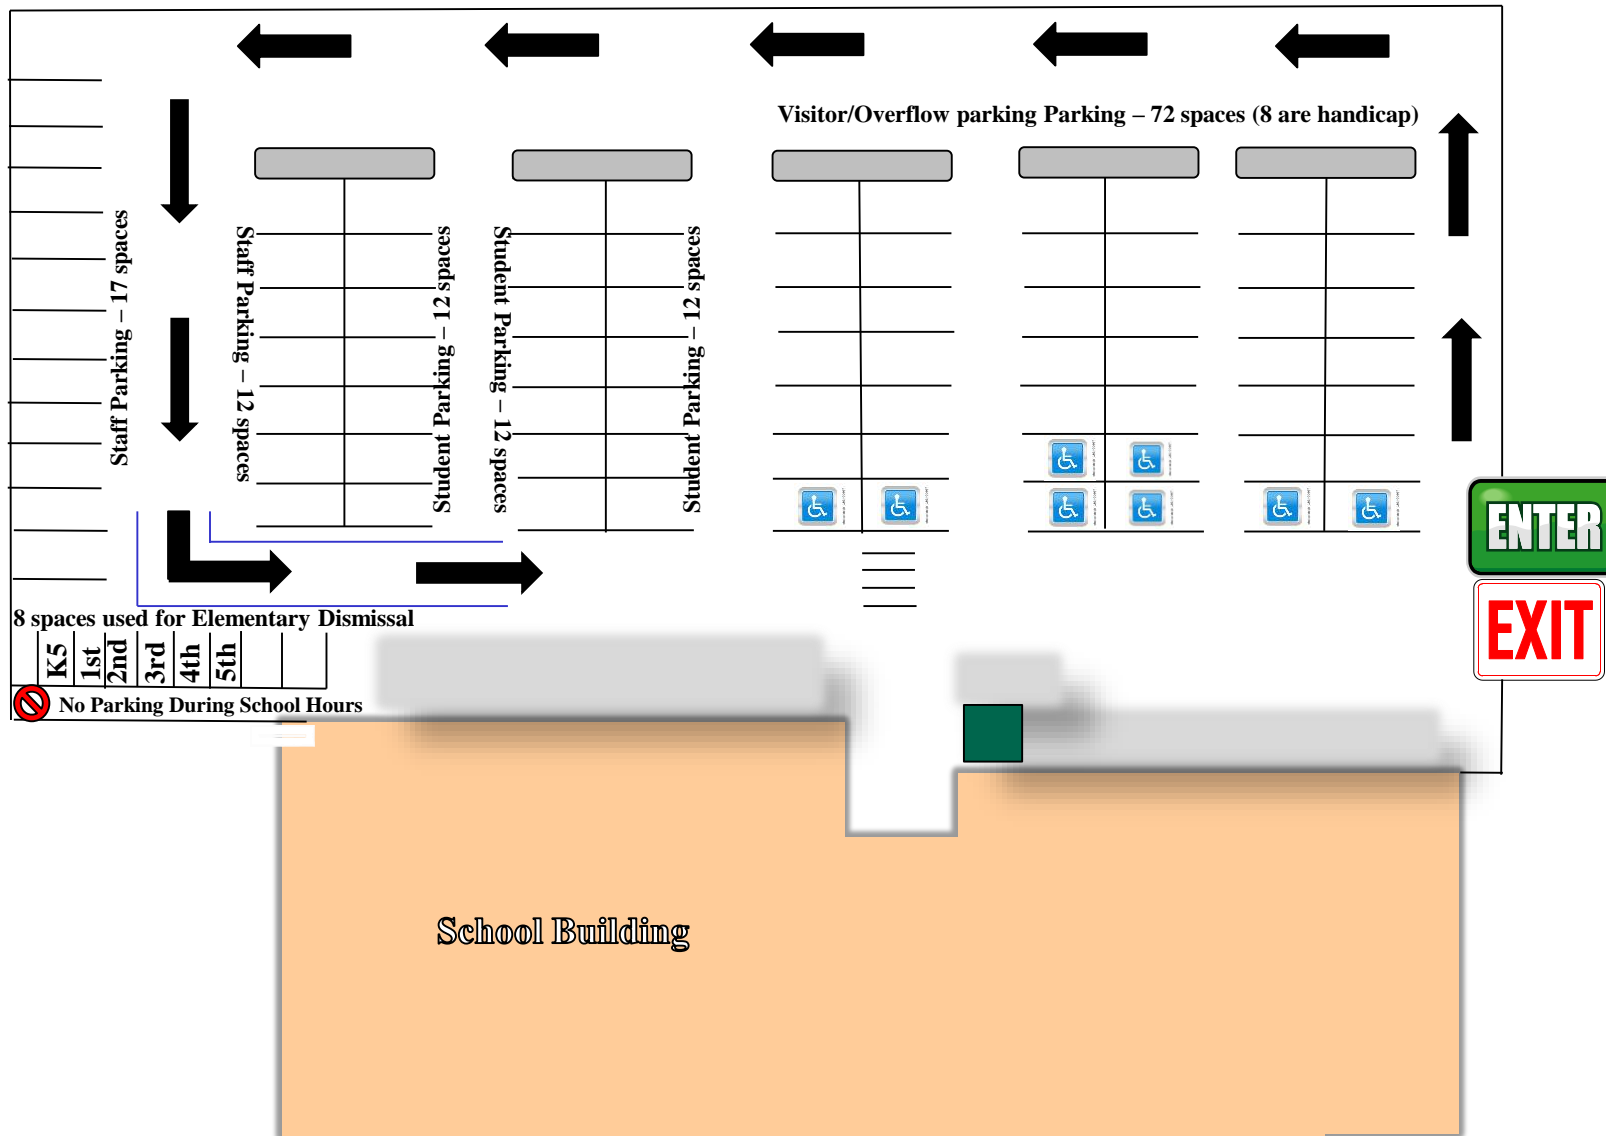 Visitor/Overflow parking Parking – 72 spaces (8 are handicap)
Staff Parking – 17 spaces
Staff Parking – 12 spaces
Student Parking – 12 spaces
Student Parking – 12 spaces
Student Parking – 12 spaces
ENTER
EXIT
8 spaces used for Elementary Dismissal
K5
1st
2nd
3rd
4th
5th
No Parking During School Hours
School Building